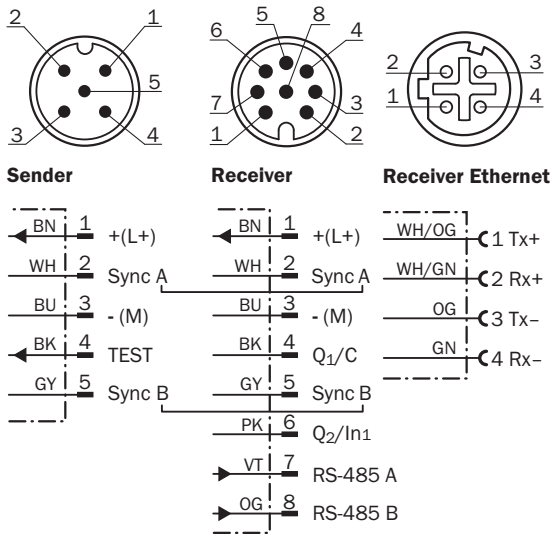 2 1
5
3 4
5 8
6 4
7 3
1 2
2 3
1 4
Sender
Receiver
Receiver Ethernet
BN 1 +(L+)
WH 2 Sync A
BU 3 - (M)
BK 4 TEST
GY 5 Sync B
BN 1 +(L+)
WH 2 Sync A
BU 3 - (M)
BK 4 Q1/C
GY 5 Sync B
PK 6 Q2/In1
VT 7 RS-485 A
OG 8 RS-485 B
WH/OG 1 Tx+
WH/GN 2 Rx+
OG 3 Tx–
GN 4 Rx–